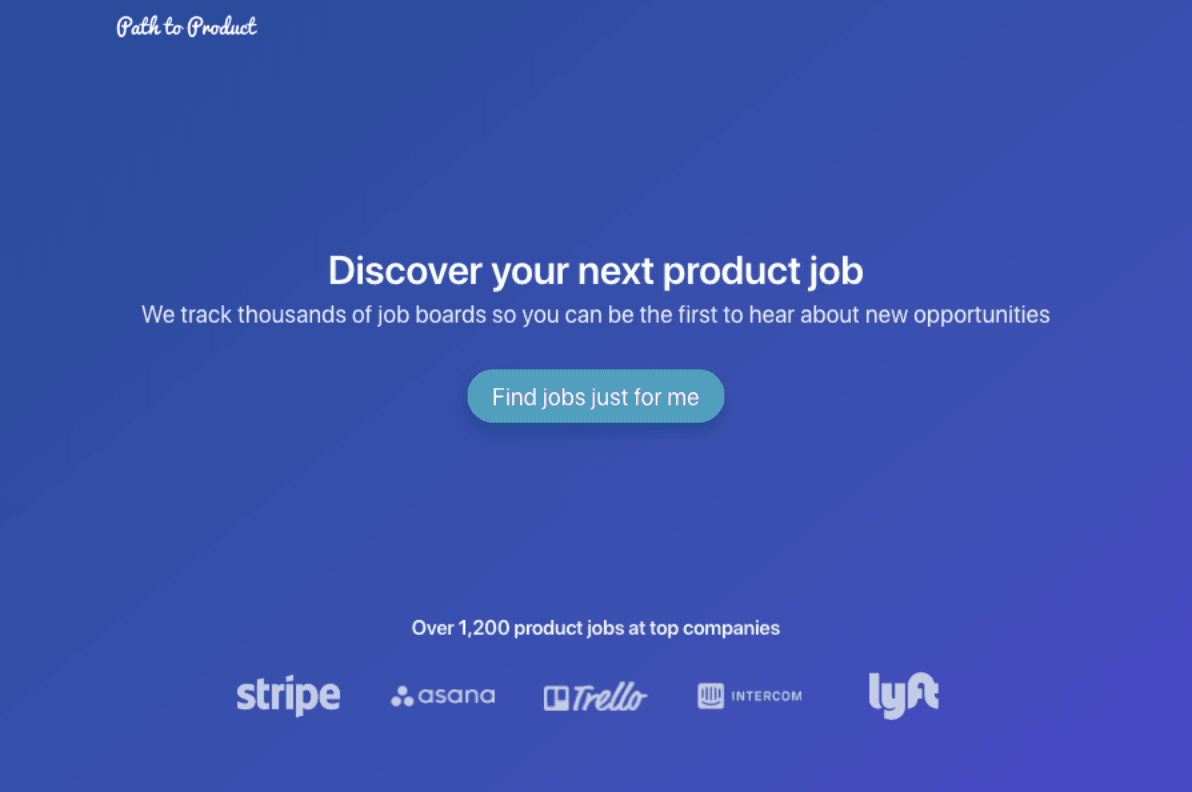 Path to Product
Discover your next product job
We track thousands of job boards so you can be the first to hear about new opportunities
Find jobs just for me
Over 1,200 product jobs at top companies
stripe
asana
Trello
INTERCOM
lyft